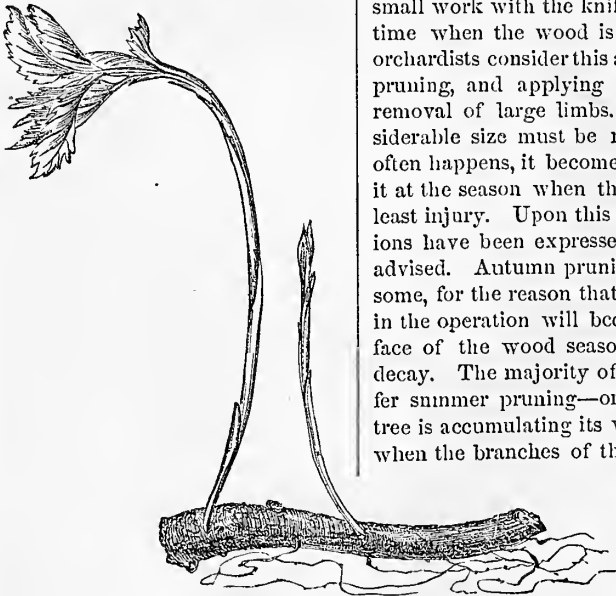 small work with the knif
time when the wood is
orchardists consider this a
pruning, and applying
removal of large limbs.
siderable size must be r
often happens, it become
it at the season when th
least injury. Upon this
ions have been expresse
advised. Autumn pruni
some, for the reason that
in the operation will bec
face of the wood seaso
decay. The majority of
fer summer pruning—or
tree is accumulating its v
when the branches of th